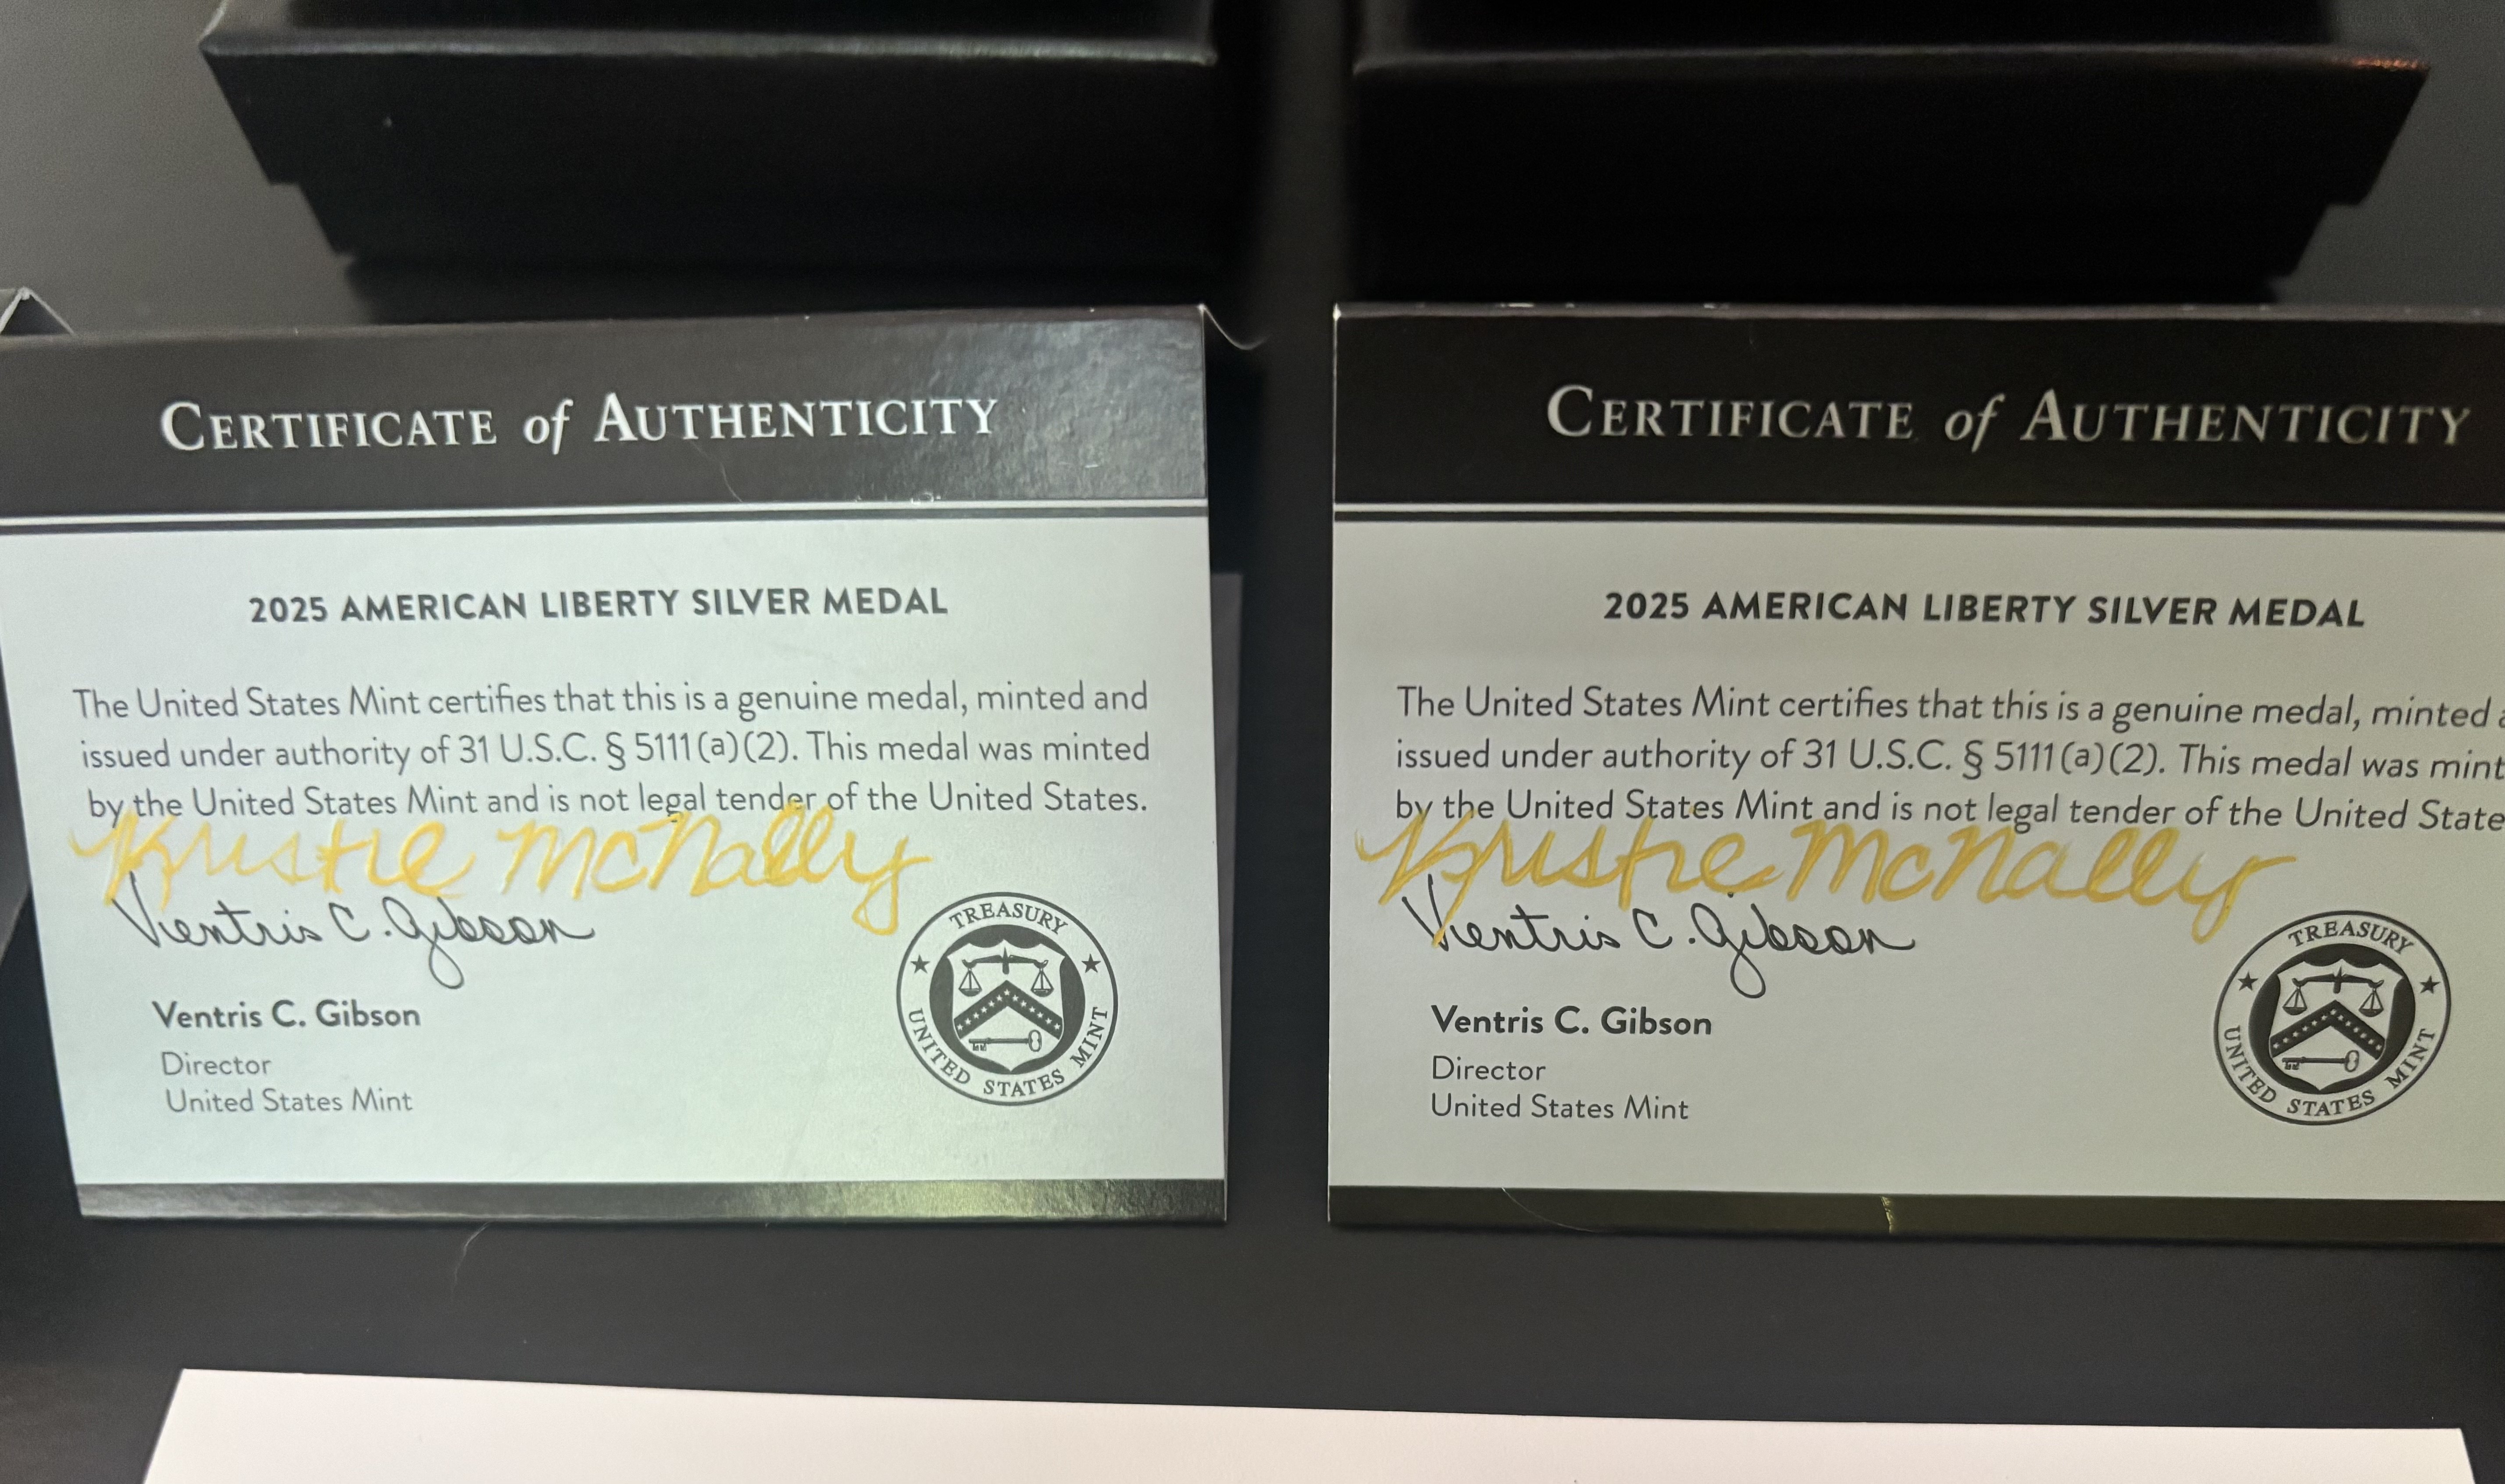 CERTIFICATE of AUTHENTICITY
2025 AMERICAN LIBERTY SILVER MEDAL
The United States Mint certifies that this is a genuine medal, minted and
issued under authority of 31 U.S.C. § 5111(a)(2). This medal was minted
by the United States Mint and is not legal tender of the United States.
Kristie McNally
Ventris C. Gibson
Ventris C. Gibson
Director
United States Mint
TREASURY
UNITED STATES MINT
CERTIFICATE of AUTHENTICITY
2025 AMERICAN LIBERTY SILVER MEDAL
The United States Mint certifies that this is a genuine medal, minted a
issued under authority of 31 U.S.C. § 5111(a)(2). This medal was mint
by the United States Mint and is not legal tender of the United State
Kristie McNally
Ventris C. Gibson
Ventris C. Gibson
Director
United States Mint
TREASURY
UNITED STATES MINT